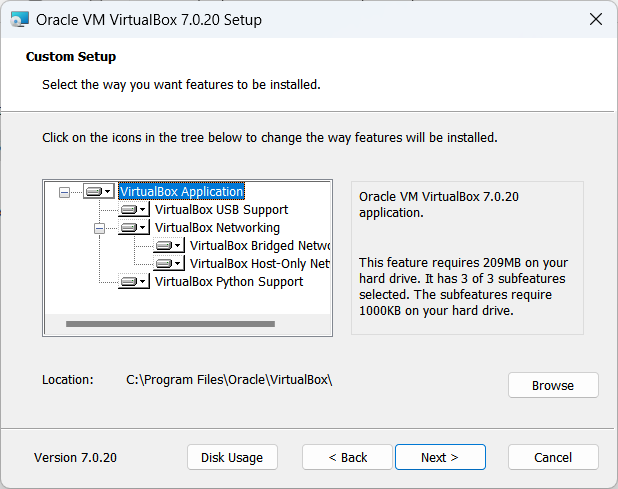 Oracle VM VirtualBox 7.0.20 Setup
Custom Setup
Select the way you want features to be installed.
Click on the icons in the tree below to change the way features will be installed.
VirtualBox Application
VirtualBox USB Support
VirtualBox Networking
VirtualBox Bridged Netw
VirtualBox Host-Only Net
VirtualBox Python Support
Oracle VM VirtualBox 7.0.20
application.
This feature requires 209MB on your
hard drive. It has 3 of 3 subfeatures
selected. The subfeatures require
1000KB on your hard drive.
Location: C:\Program Files\Oracle\VirtualBox\
Browse
Version 7.0.20
Disk Usage
< Back
Next >
Cancel